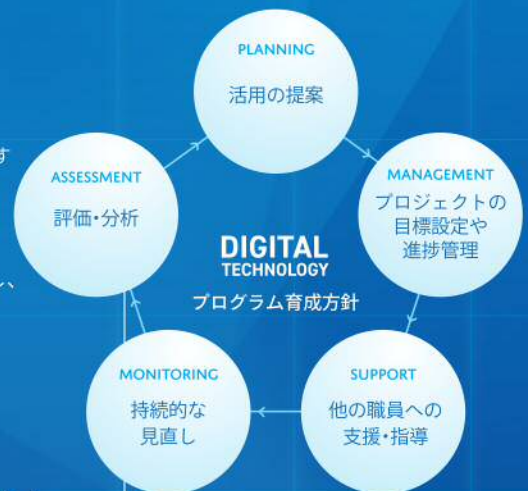 PLANNING
活用の提案
す
ASSESSMENT
評価・分析
MANAGEMENT
プロジェクトの
目標設定や
進捗管理
DIGITAL
TECHNOLOGY
プログラム育成方針
MONITORING
持続的な
見直し
SUPPORT
他の職員への
支援・指導